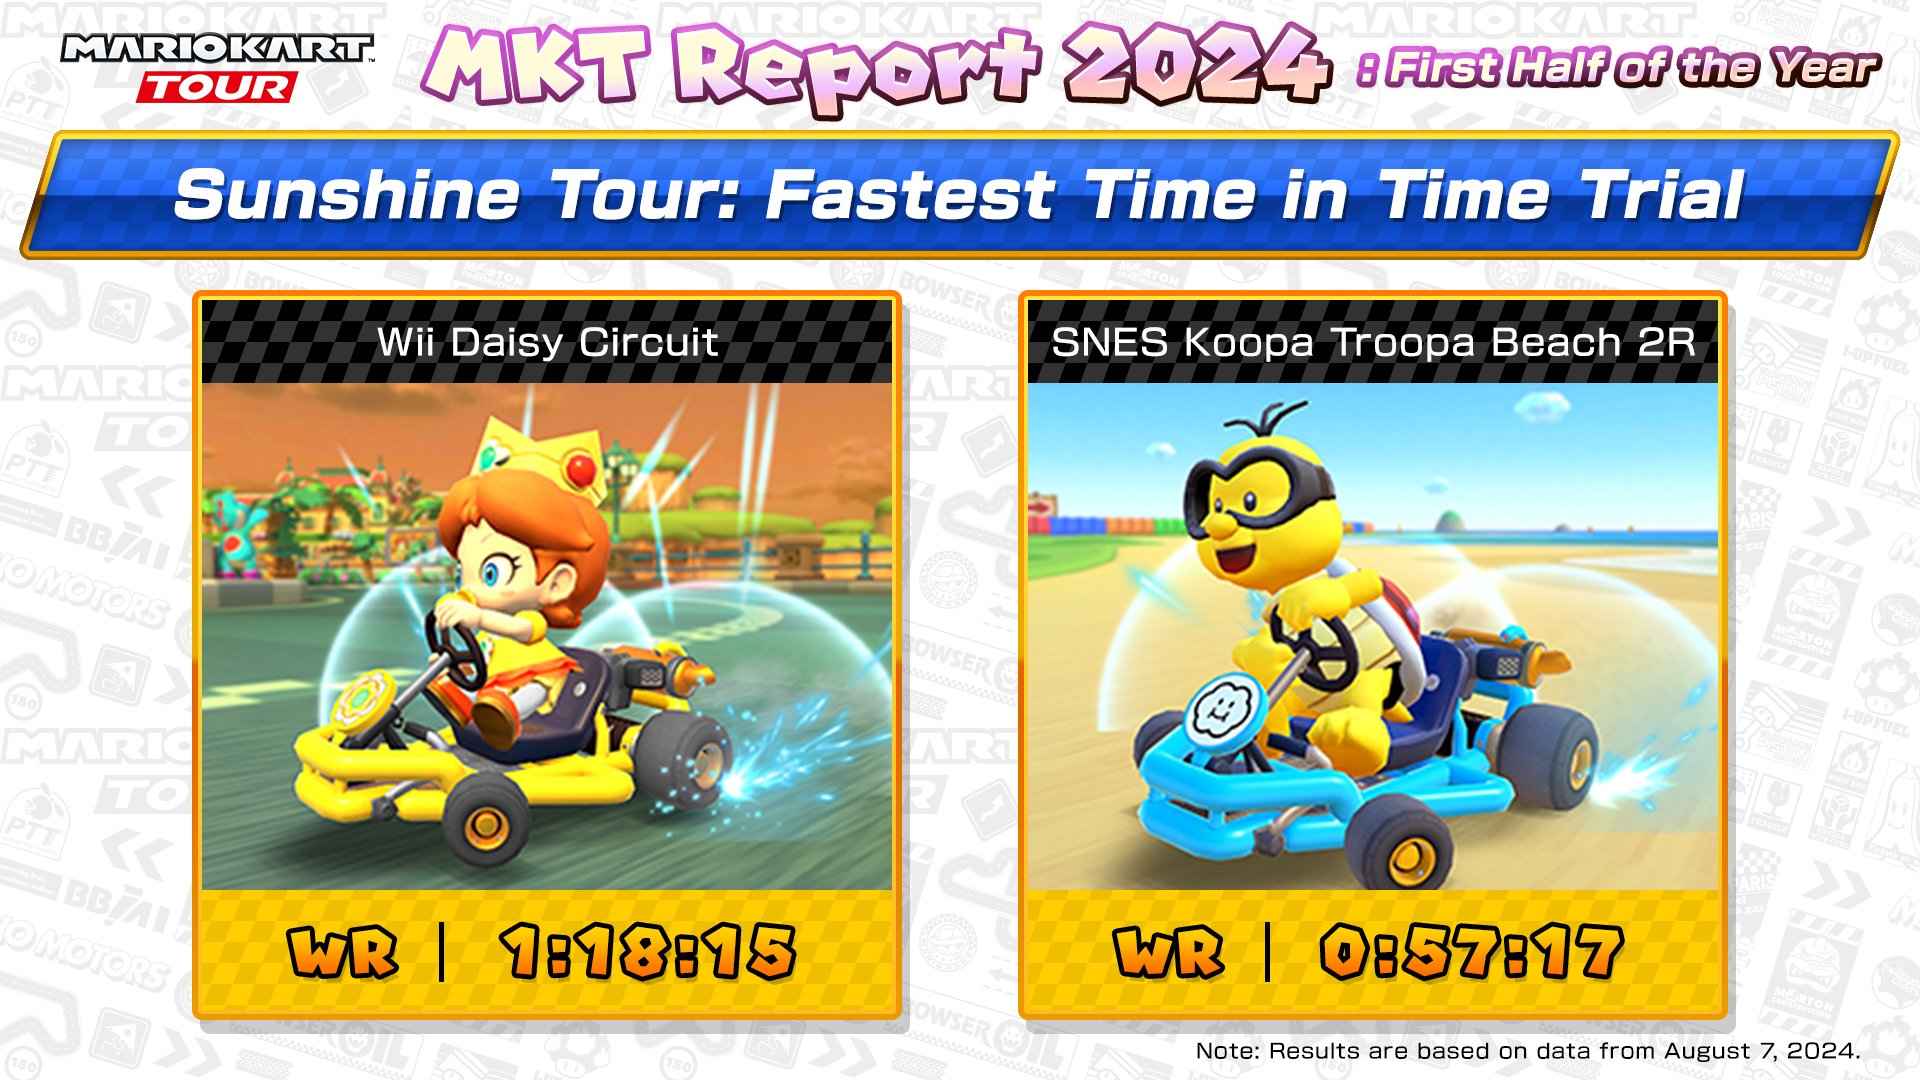 MARIOKART
TOUR
MKT Report 2024 : First Half of the Year
Sunshine Tour: Fastest Time in Time Trial
Wii Daisy Circuit
WR | 1:18:15
SNES Koopa Troopa Beach 2R
WR | 0:57:17
Note: Results are based on data from August 7, 2024.